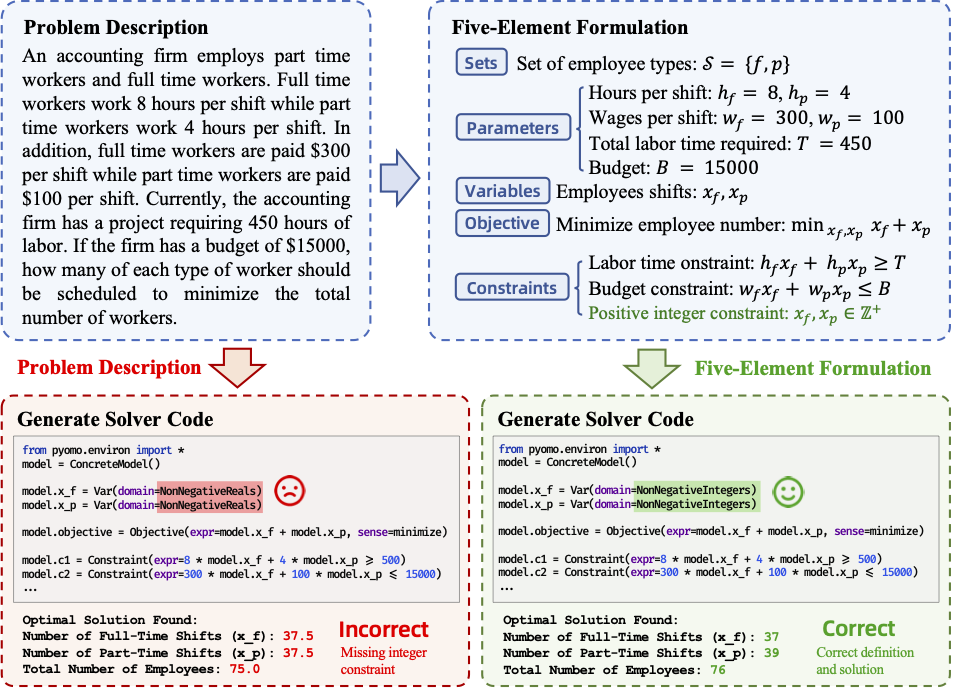 Problem Description
An accounting firm employs part time
workers and full time workers. Full time
workers work 8 hours per shift while part
time workers work 4 hours per shift. In
addition, full time workers are paid $300
per shift while part time workers are paid
$100 per shift. Currently, the accounting
firm has a project requiring 450 hours of
labor. If the firm has a budget of $15000,
how many of each type of worker should
be scheduled to minimize the total
number of workers.
Five-Element Formulation
Sets Set of employee types: 𝒮 = {f, p}
Parameters
Hours per shift: h_f = 8, h_p = 4
Wages per shift: w_f = 300, w_p = 100
Total labor time required: T = 450
Budget: B = 15000
Variables Employees shifts: x_f, x_p
Objective Minimize employee number: min_{x_f,x_p} x_f + x_p
Constraints
Labor time onstraint: h_f x_f + h_p x_p ≥ T
Budget constraint: w_f x_f + w_p x_p ≤ B
Positive integer constraint: x_f, x_p ∈ ℤ⁺
Problem Description
Five-Element Formulation
Generate Solver Code
from pyomo.environ import *
model = ConcreteModel()
model.x_f = Var(domain=NonNegativeReals)
model.x_p = Var(domain=NonNegativeReals)
model.objective = Objective(expr=model.x_f + model.x_p, sense=minimize)
model.c1 = Constraint(expr=8 * model.x_f + 4 * model.x_p ⩾ 500)
model.c2 = Constraint(expr=300 * model.x_f + 100 * model.x_p ⩽ 15000)
...
Optimal Solution Found:
Number of Full-Time Shifts (x_f): 37.5
Number of Part-Time Shifts (x_p): 37.5
Total Number of Employees: 75.0
Incorrect
Missing integer
constraint
Generate Solver Code
from pyomo.environ import *
model = ConcreteModel()
model.x_f = Var(domain=NonNegativeIntegers)
model.x_p = Var(domain=NonNegativeIntegers)
model.objective = Objective(expr=model.x_f + model.x_p, sense=minimize)
model.c1 = Constraint(expr=8 * model.x_f + 4 * model.x_p ⩾ 500)
model.c2 = Constraint(expr=300 * model.x_f + 100 * model.x_p ⩽ 15000)
...
Optimal Solution Found:
Number of Full-Time Shifts (x_f): 37
Number of Part-Time Shifts (x_p): 39
Total Number of Employees: 76
Correct
Correct definition
and solution